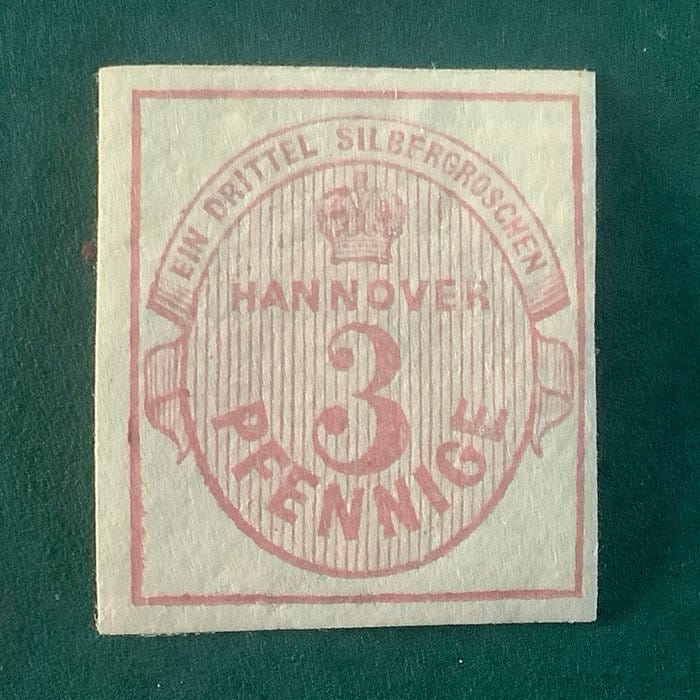 EIN DRITTEL SILBERGROSCHEN
HANNOVER
3
PFENNIGE